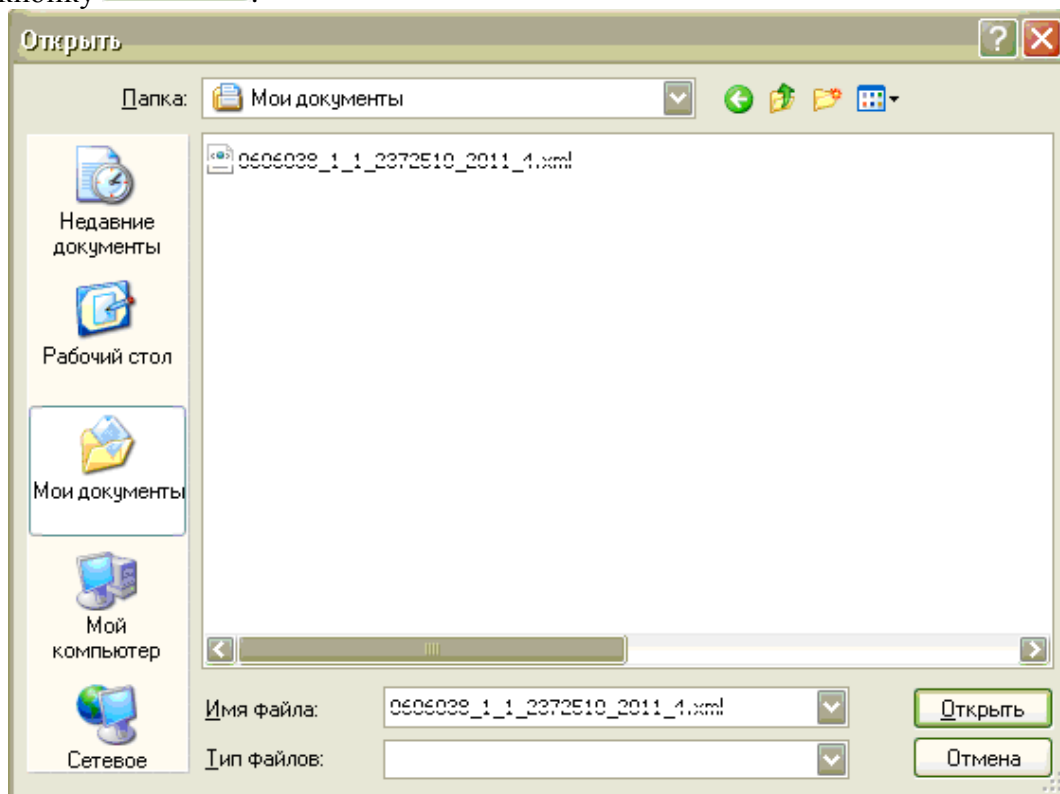 кнопку .
Открыть
Папка: Мои документы
0606038_1_1_2372510_2011_4.xml
Недавние
документы
Рабочий стол
Мои документы
Мой
компьютер
Сетевое
Имя файла: 0606038_1_1_2372510_2011_4.xml Открыть
Тип файлов: Отмена